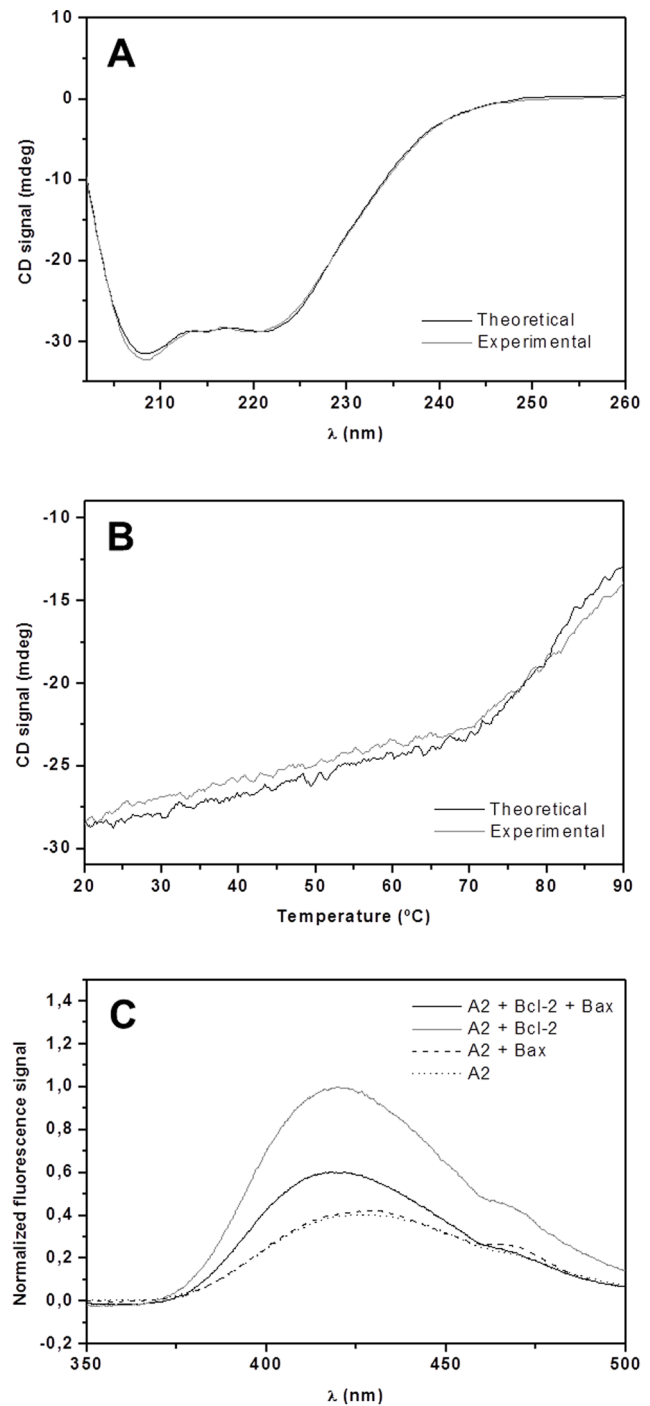 A
10
0
-10
-20
-30
CD signal (mdeg)
Theoretical
Experimental
210 220 230 240 250 260
λ (nm)
B
-10
-15
-20
-25
-30
CD signal (mdeg)
Theoretical
Experimental
20 30 40 50 60 70 80 90
Temperature (ºC)
C
1,4
1,2
1,0
0,8
0,6
0,4
0,2
0,0
-0,2
Normalized fluorescence signal
A2 + Bcl-2 + Bax
A2 + Bcl-2
A2 + Bax
A2
350 400 450 500
λ (nm)